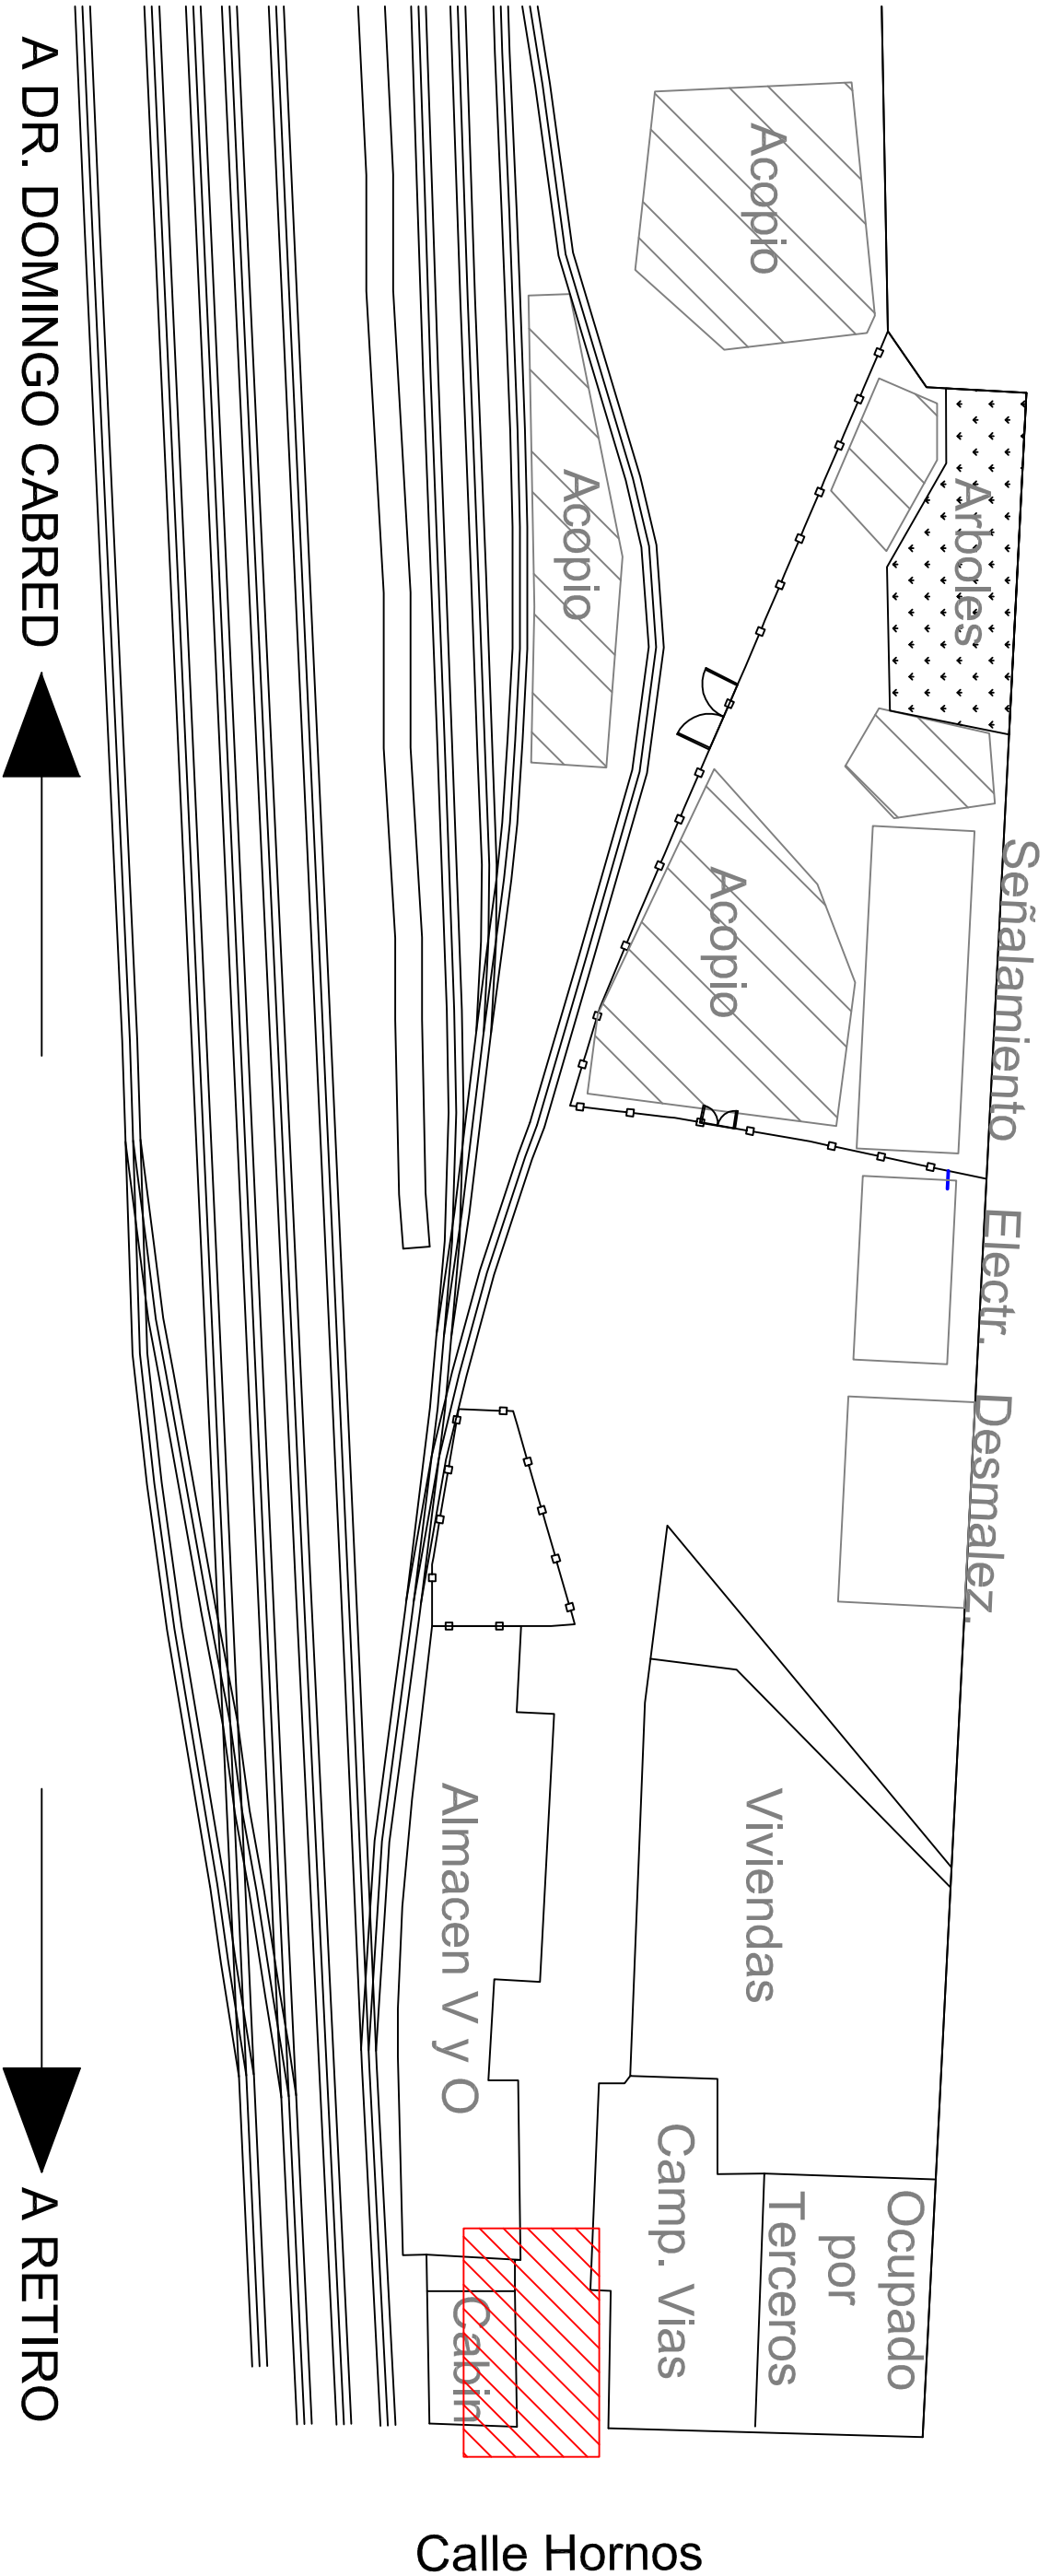 A DR. DOMINGO CABRED
A RETIRO
Acopio
Acopio
Arboles
Acopio
Señalamiento
Electr.
Desmalez.
Viviendas
Almacen V y O
Camp. Vias
Ocupado
por
Terceros
Cabin
Calle Hornos